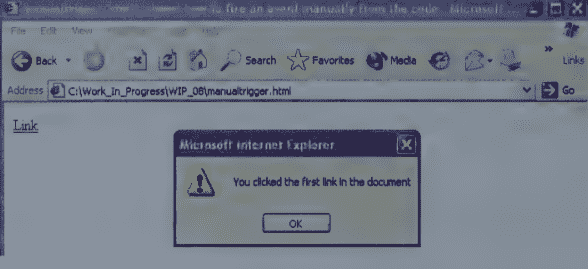 to fire an event manually from the code - Microsoft
File Edit View
Back Search Favorites Media Links
Address C:\Work_In_Progress\WIP_08\manualtrigger.html Go
Link
Microsoft Internet Explorer
You clicked the first link in the document
OK